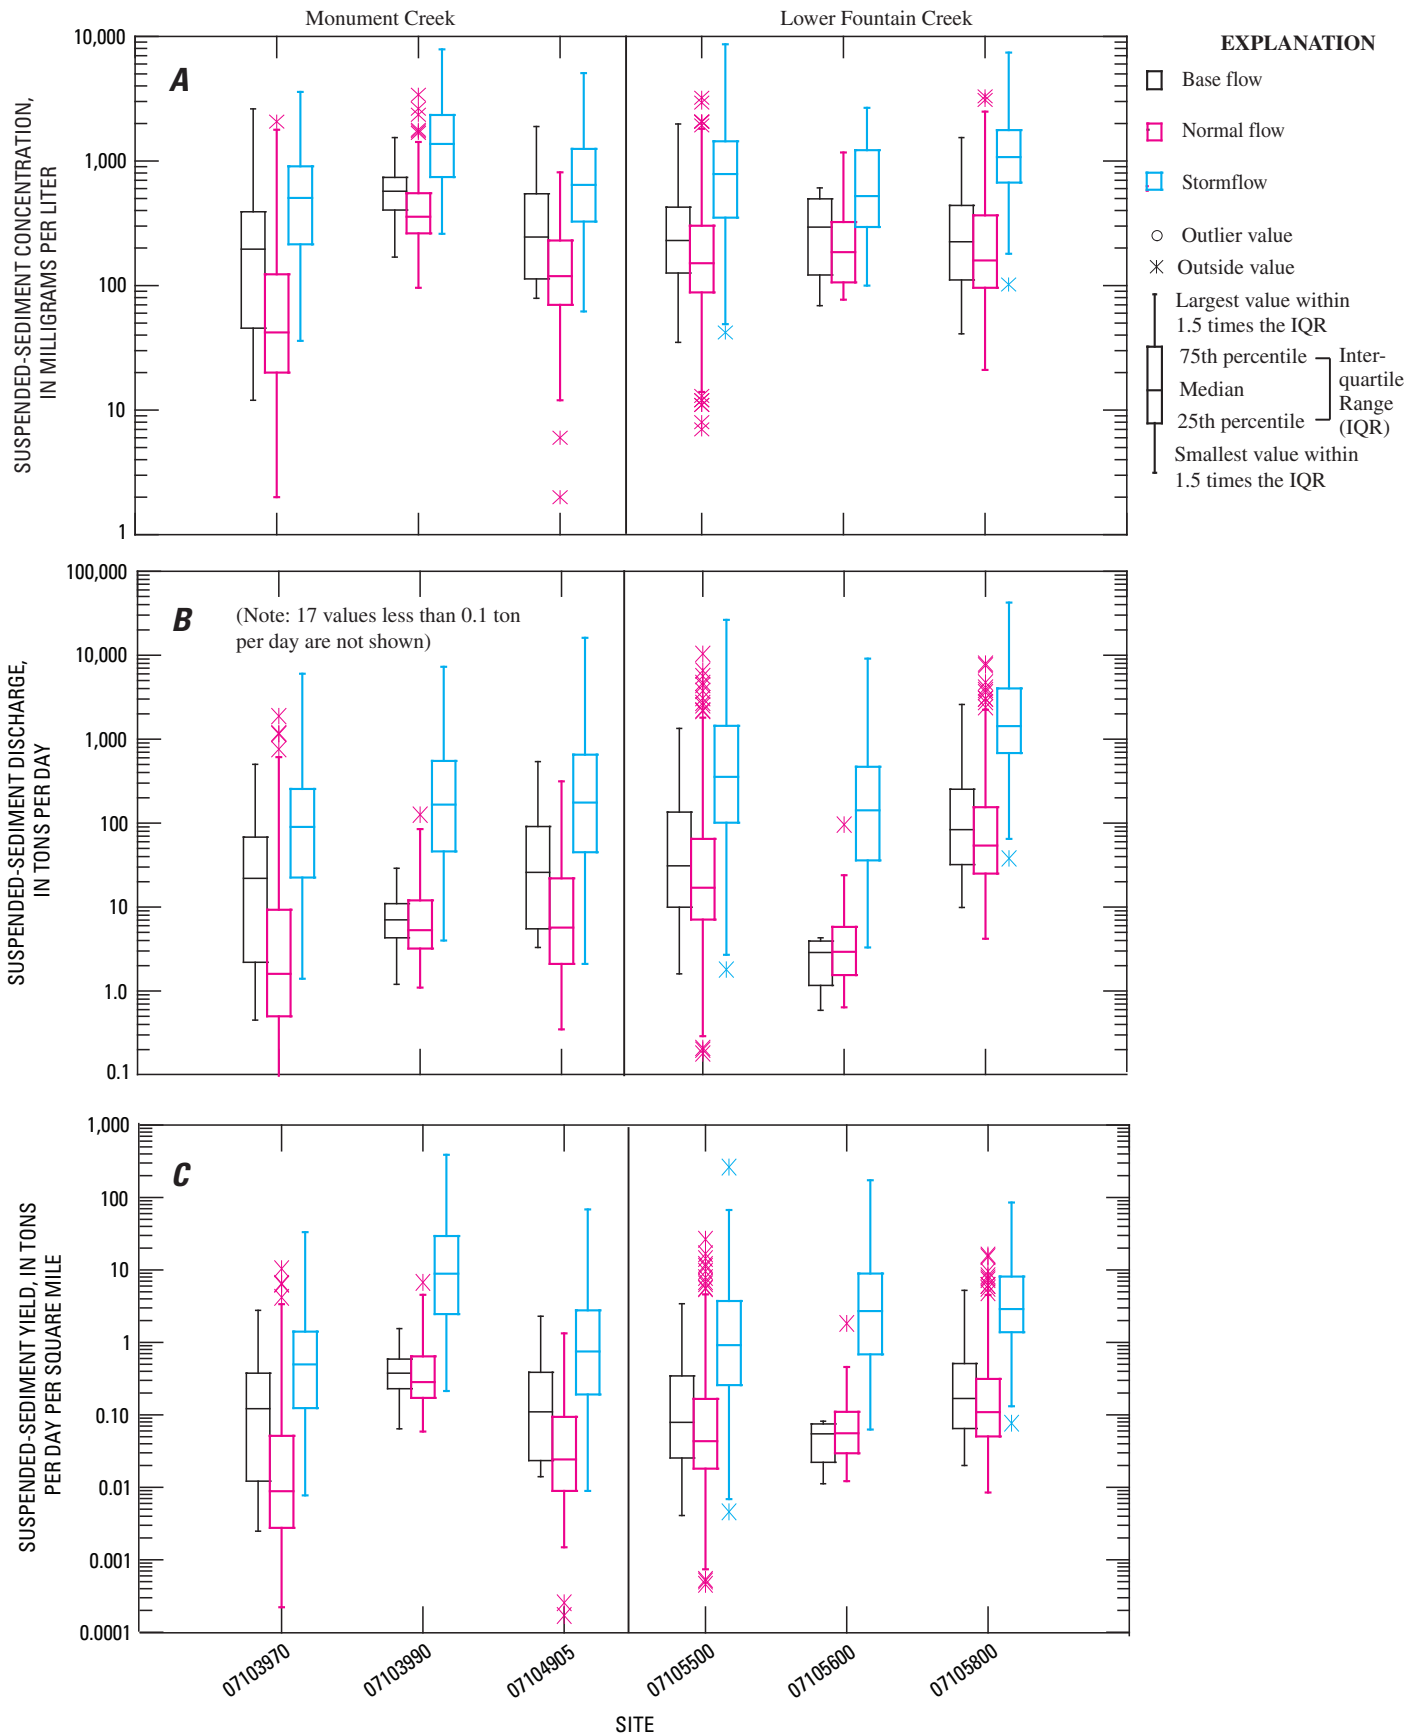 Monument Creek
Lower Fountain Creek
A
SUSPENDED-SEDIMENT CONCENTRATION,
IN MILLIGRAMS PER LITER
10,000
1,000
100
10
1
EXPLANATION
Base flow
Normal flow
Stormflow
Outlier value
Outside value
Largest value within
1.5 times the IQR
75th percentile
Median
25th percentile
Inter-
quartile
Range
(IQR)
Smallest value within
1.5 times the IQR
B
(Note: 17 values less than 0.1 ton
per day are not shown)
SUSPENDED-SEDIMENT DISCHARGE,
IN TONS PER DAY
100,000
10,000
1,000
100
10
1.0
0.1
C
SUSPENDED-SEDIMENT YIELD, IN TONS
PER DAY PER SQUARE MILE
1,000
100
10
1
0.10
0.01
0.001
0.0001
07103970
07103990
07104905
07105500
07105600
07105800
SITE